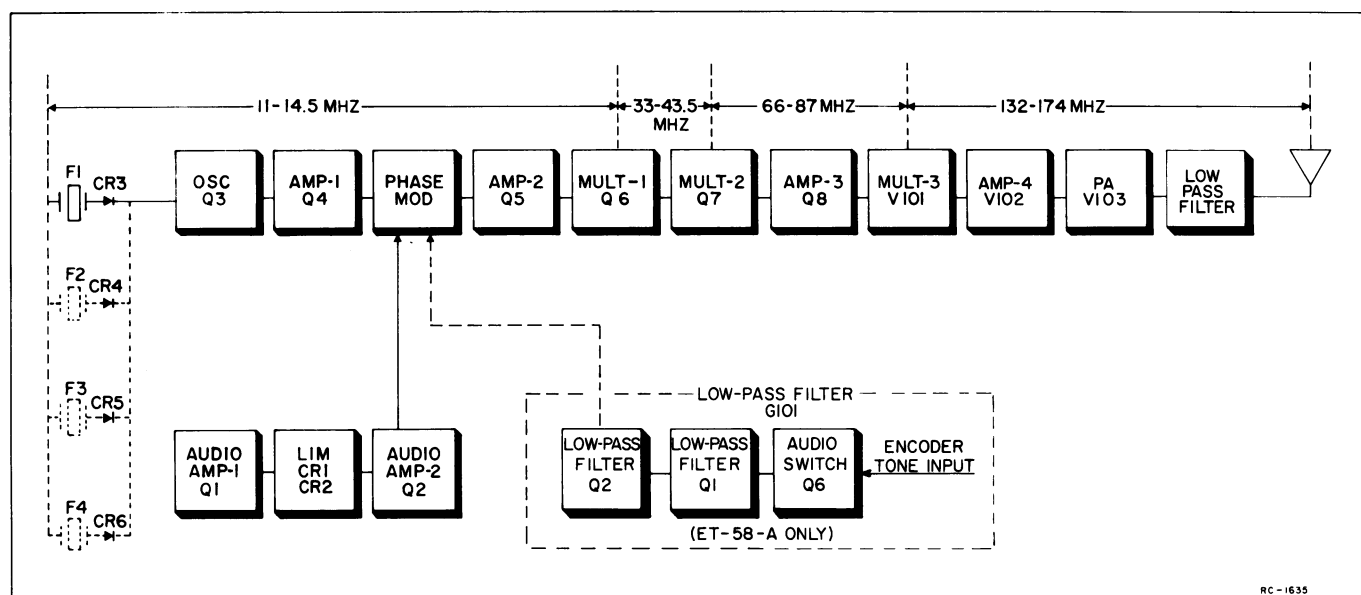 11-14.5 MHZ
33-43.5
MHZ
66-87 MHZ
132-174 MHZ
F1
CR3
OSC
Q3
AMP-1
Q4
PHASE
MOD
AMP-2
Q5
MULT-1
Q6
MULT-2
Q7
AMP-3
Q8
MULT-3
V101
AMP-4
V102
PA
V103
LOW
PASS
FILTER
F2
CR4
F3
CR5
F4
CR6
AUDIO
AMP-1
Q1
LIM
CR1
CR2
AUDIO
AMP-2
Q2
LOW-PASS FILTER
G101
LOW-PASS
FILTER
Q2
LOW-PASS
FILTER
Q1
AUDIO
SWITCH
Q6
ENCODER
TONE INPUT
(ET-58-A ONLY)
RC-1635